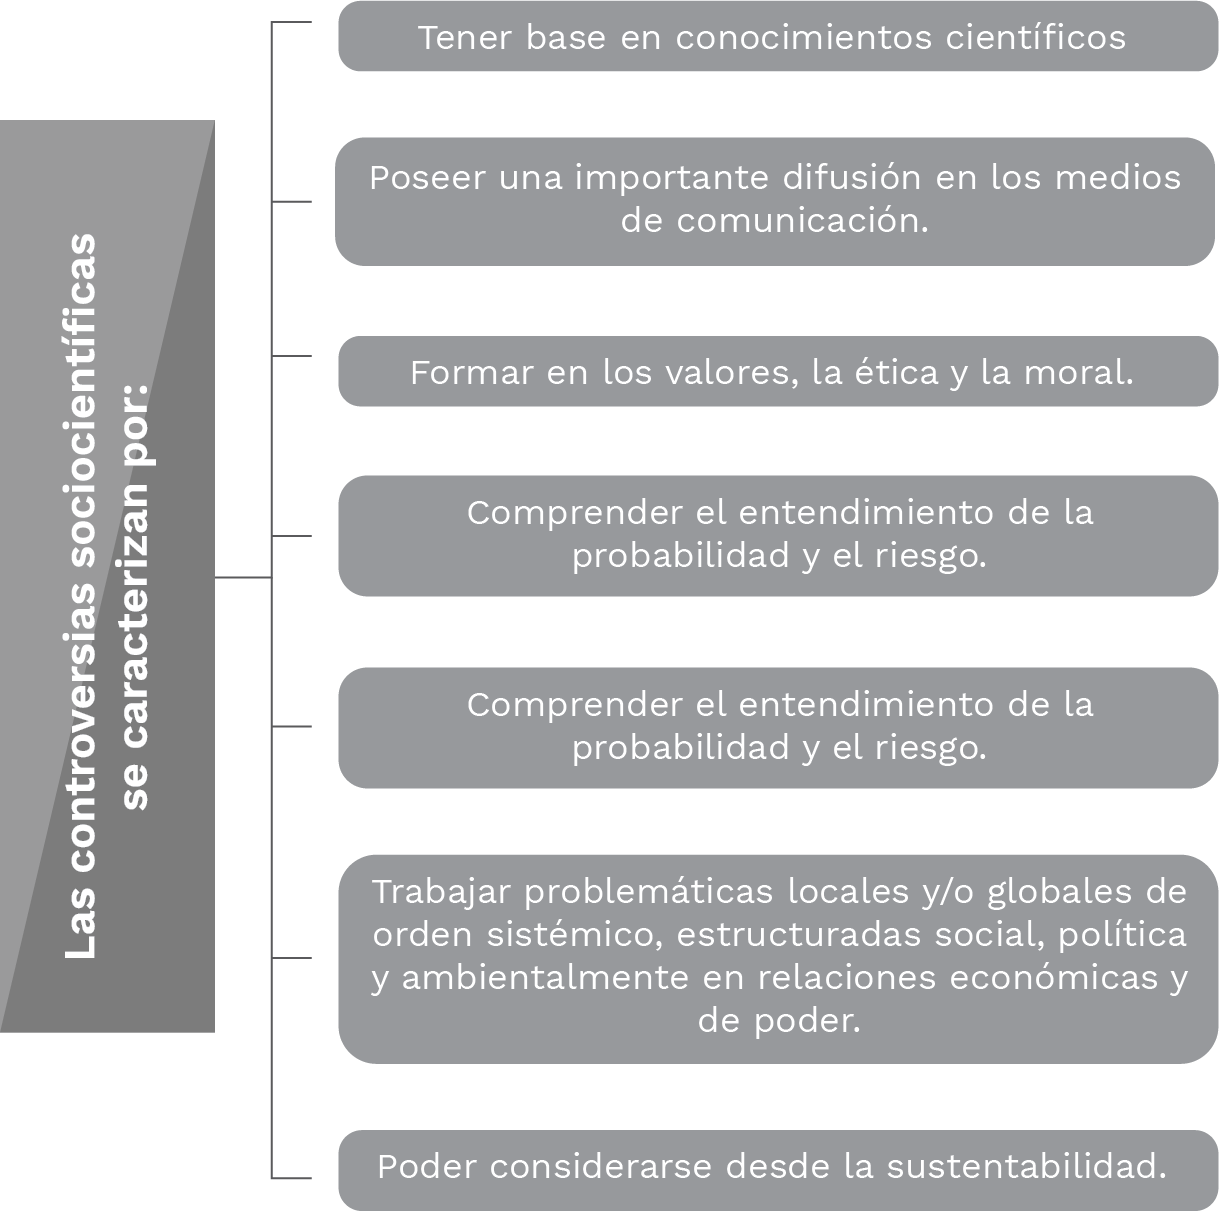 Las controversias sociocientíficas
se caracterizan por:
Tener base en conocimientos científicos
Poseer una importante difusión en los medios
de comunicación.
Formar en los valores, la ética y la moral.
Comprender el entendimiento de la
probabilidad y el riesgo.
Comprender el entendimiento de la
probabilidad y el riesgo.
Trabajar problemáticas locales y/o globales de
orden sistémico, estructuradas social, política
y ambientalmente en relaciones económicas y
de poder.
Poder considerarse desde la sustentabilidad.